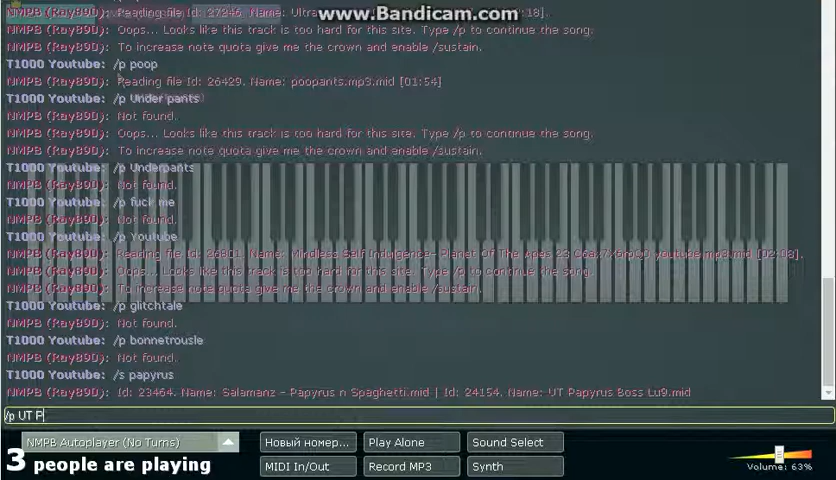 www.Bandicam.com
NMPB (Ray890): Reading file Id: 27246 Name: Ultra 18].
NMPB (Ray890): Oops... Looks like this track is too hard for this site. Type /p to continue the song.
NMPB (Ray890): To increase note quota give me the crown and enable /sustain.
T1000 Youtube: /p poop
NMPB (Ray890): Reading file Id: 26429. Name: poopants.mp3.mid [01:54]
T1000 Youtube: /p Under pants
NMPB (Ray890): Not found.
NMPB (Ray890): Oops... Looks like this track is too hard for this site. Type /p to continue the song.
NMPB (Ray890): To increase note quota give me the crown and enable /sustain.
T1000 Youtube: /p Underpants
NMPB (Ray890): Not found.
T1000 Youtube: /p fuck me
NMPB (Ray890): Not found.
T1000 Youtube: /p Youtube
NMPB (Ray890): Reading file Id: Name: Mindless Self Indulgence- Planet Of The Apes 23 youtube.mp3.mid [02:08].
NMPB (Ray890): Oops... Looks like this track is too hard for this site. Type /p to continue the song.
NMPB (Ray890): To increase note quota give me the crown and enable /sustain.
T1000 Youtube: /p glitchtale
NMPB (Ray890): Not found.
T1000 Youtube: /p bonnetrousle
NMPB (Ray890): Not found.
T1000 Youtube: /s papyrus
NMPB (Ray890): Id: 23464. Name: Salamanz - Papyrus n Spaghetti.mid | Id: 24154. Name: UT Papyrus Boss Lu9.mid
/p UT P
NMPB Autoplayer (No Turns)
Новый номер...
Play Alone
Sound Select
3 people are playing
MIDI In/Out
Record MP3
Synth
Volume: 63%